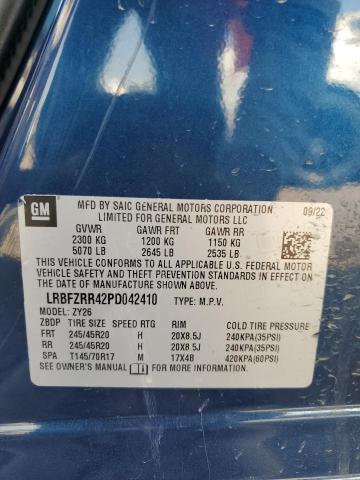 GM
MFD BY SAIC GENERAL MOTORS CORPORATION
LIMITED FOR GENERAL MOTORS LLC
09/22
GVWR GAWR FRT GAWR RR
2300 KG 1200 KG 1150 KG
5070 LB 2645 LB 2535 LB
THIS VEHICLE CONFORMS TO ALL APPLICABLE U.S. FEDERAL MOTOR
VEHICLE SAFETY AND THEFT PREVENTION STANDARDS IN EFFECT ON
THE DATE OF MANUFACTURE SHOWN ABOVE.
LRBFZRR42PD042410 TYPE: M.P.V.
MODEL: ZY26
ZBDP TIRE SIZE SPEED RTG RIM COLD TIRE PRESSURE
FRT 245/45R20 H 20X8.5J 240KPA(35PSI)
RR 245/45R20 H 20X8.5J 240KPA(35PSI)
SPA T145/70R17 M 17X4B 420KPA(60PSI)
SEE OWNER'S MANUAL FOR MORE INFORMATION.